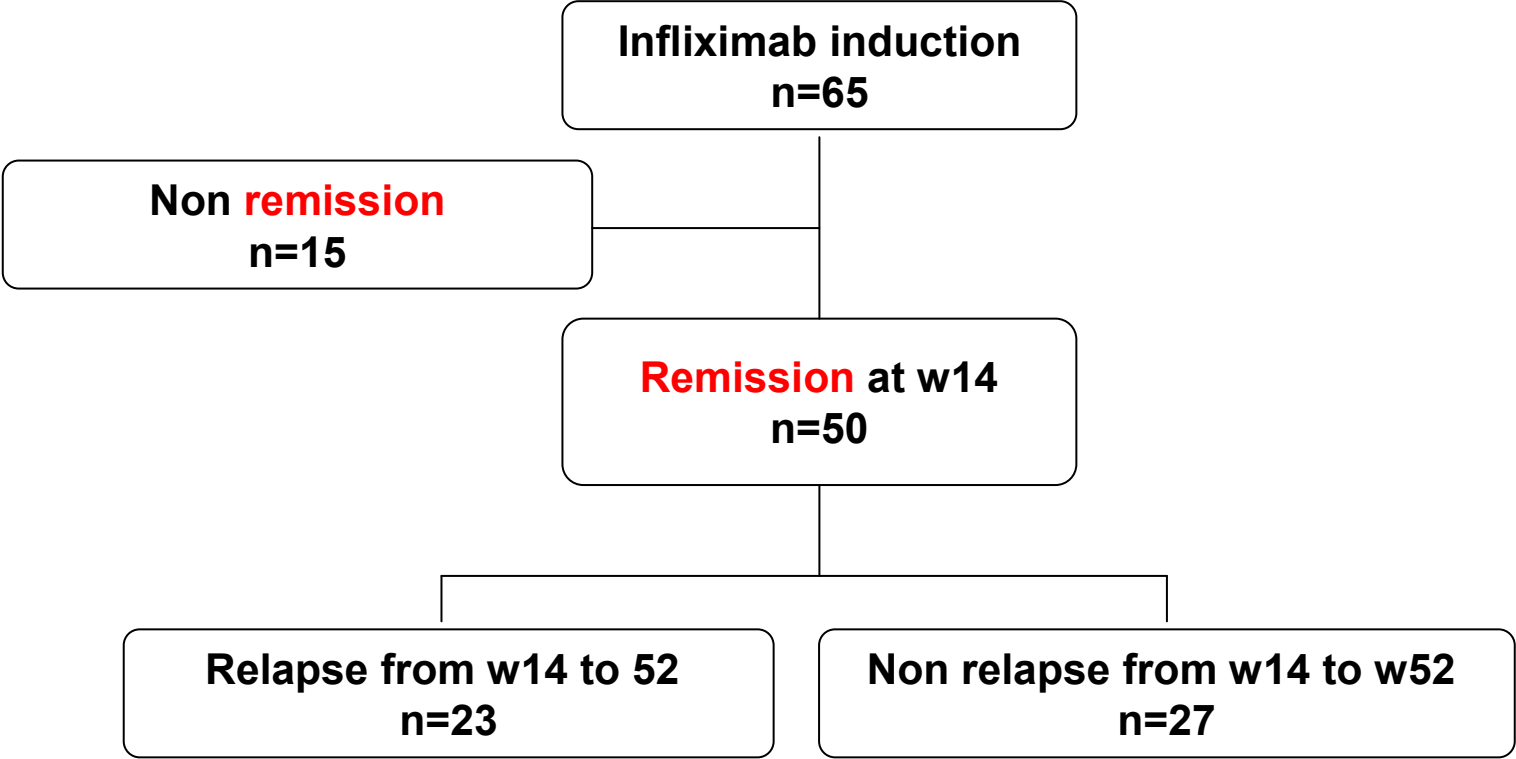 Infliximab induction
n=65
Non remission
n=15
Remission at w14
n=50
Relapse from w14 to 52
n=23
Non relapse from w14 to w52
n=27